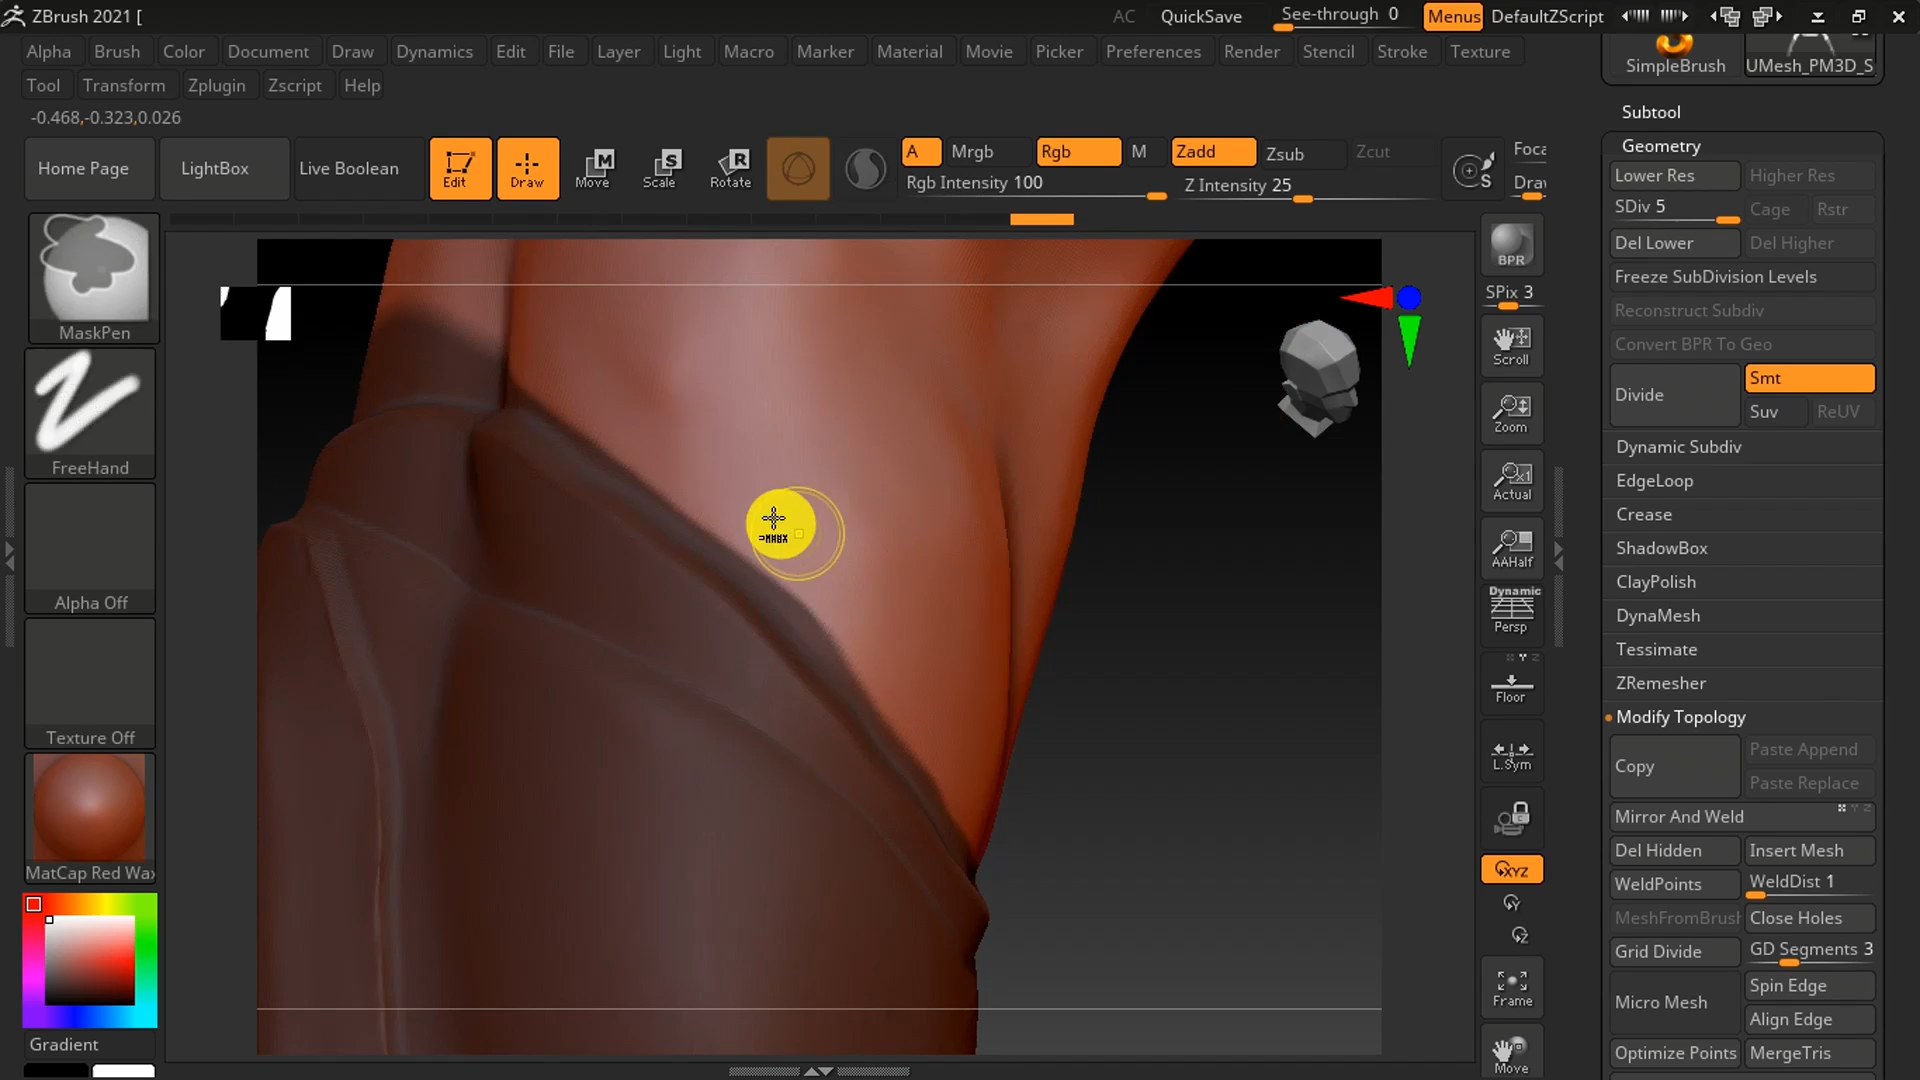 ZBrush 2021 [
AC
QuickSave
See-through 0
Menus
DefaultZScript
Alpha
Brush
Color
Document
Draw
Dynamics
Edit
File
Layer
Light
Macro
Marker
Material
Movie
Picker
Preferences
Render
Stencil
Stroke
Texture
Tool
Transform
Zplugin
Zscript
Help
-0.468,-0.323,0.026
Home Page
LightBox
Live Boolean
Edit
Draw
Move
Scale
Rotate
A
Mrgb
Rgb
M
Zadd
Zsub
Zcut
Rgb Intensity 100
Z Intensity 25
Foca
Drav
MaskPen
FreeHand
Alpha Off
Texture Off
MatCap Red Wax
Gradient
BPR
SPix 3
Scroll
Zoom
Actual
AAHalf
Dynamic
Persp
Floor
L.Sym
XYZ
Frame
Move
SimpleBrush
UMesh_PM3D_S
Subtool
Geometry
Lower Res
Higher Res
SDiv 5
Cage
Rstr
Del Lower
Del Higher
Freeze SubDivision Levels
Reconstruct Subdiv
Convert BPR To Geo
Divide
Smt
Suv
ReUV
Dynamic Subdiv
EdgeLoop
Crease
ShadowBox
ClayPolish
DynaMesh
Tessimate
ZRemesher
Modify Topology
Copy
Paste Append
Paste Replace
Mirror And Weld
Del Hidden
Insert Mesh
WeldPoints
WeldDist 1
MeshFromBrush
Close Holes
Grid Divide
GD Segments 3
Micro Mesh
Spin Edge
Align Edge
Optimize Points
MergeTris